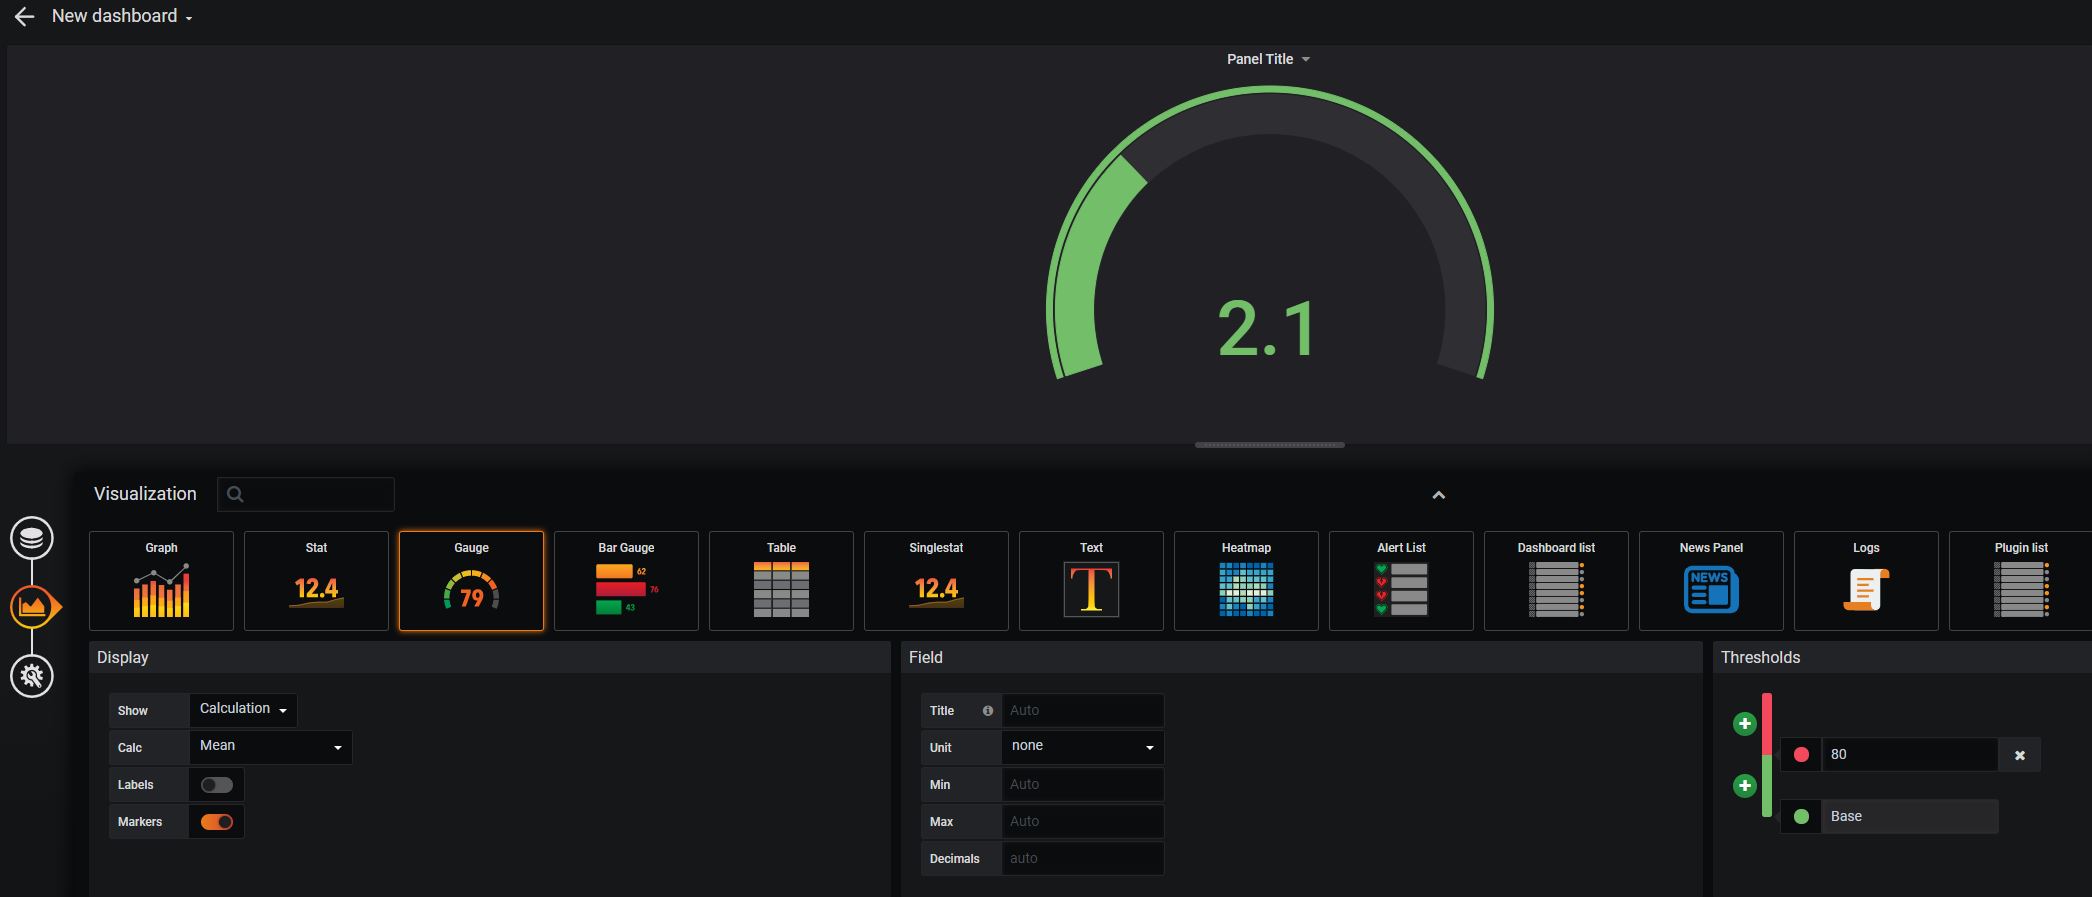 New dashboard
Panel Title
2.1
Visualization
Graph
Stat
Gauge
Bar Gauge
Table
Singlestat
Text
Heatmap
Alert List
Dashboard list
News Panel
Logs
Plugin list
12.4
79
62
76
43
12.4
T
NEWS
Display
Field
Thresholds
Show Calculation
Calc Mean
Labels
Markers
Title Auto
Unit none
Min Auto
Max Auto
Decimals auto
80
Base